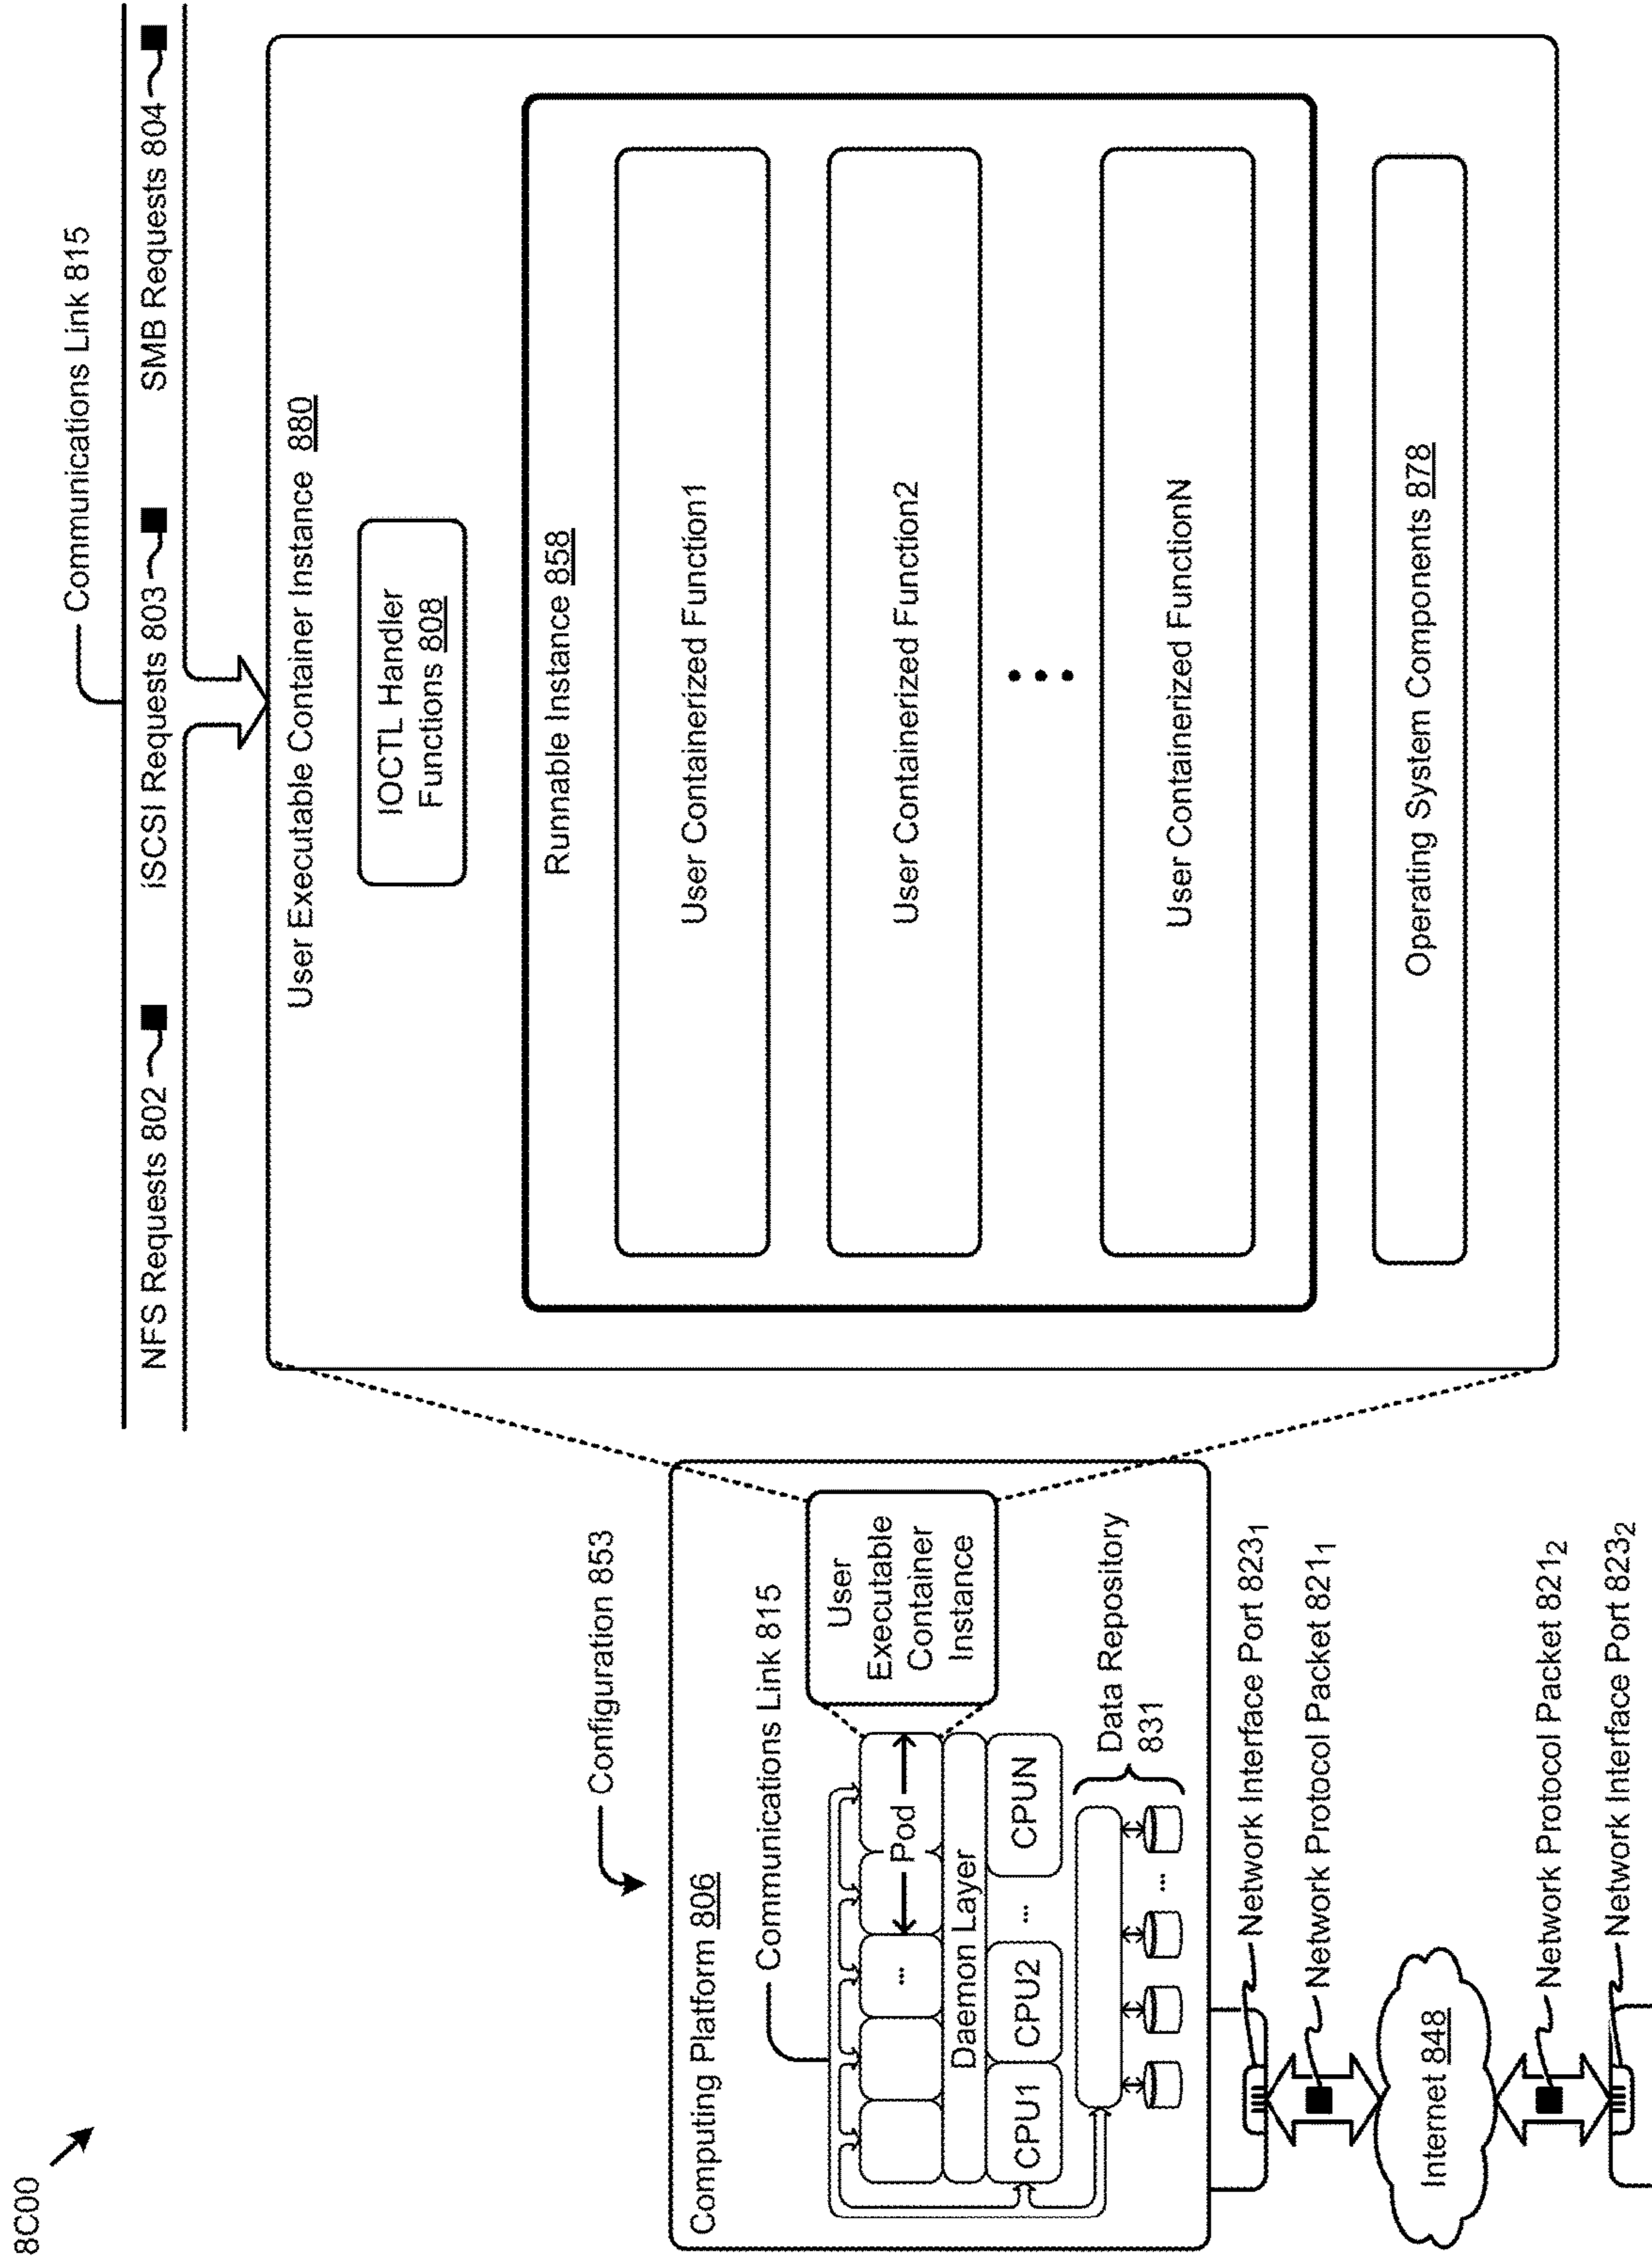 8C00
Communications Link 815
NFS Requests 802
iSCSI Requests 803
SMB Requests 804
User Executable Container Instance 880
IOCTL Handler
Functions 808
Runnable Instance 858
User Containerized Function1
User Containerized Function2
•••
User Containerized FunctionN
Operating System Components 878
Configuration 853
Computing Platform 806
Communications Link 815
User
Executable
Container
Instance
...
Pod
Daemon Layer
CPU1
CPU2
...
CPUN
Data Repository
831
...
Network Interface Port 823₁
Network Protocol Packet 821₁
Internet 848
Network Protocol Packet 821₂
Network Interface Port 823₂